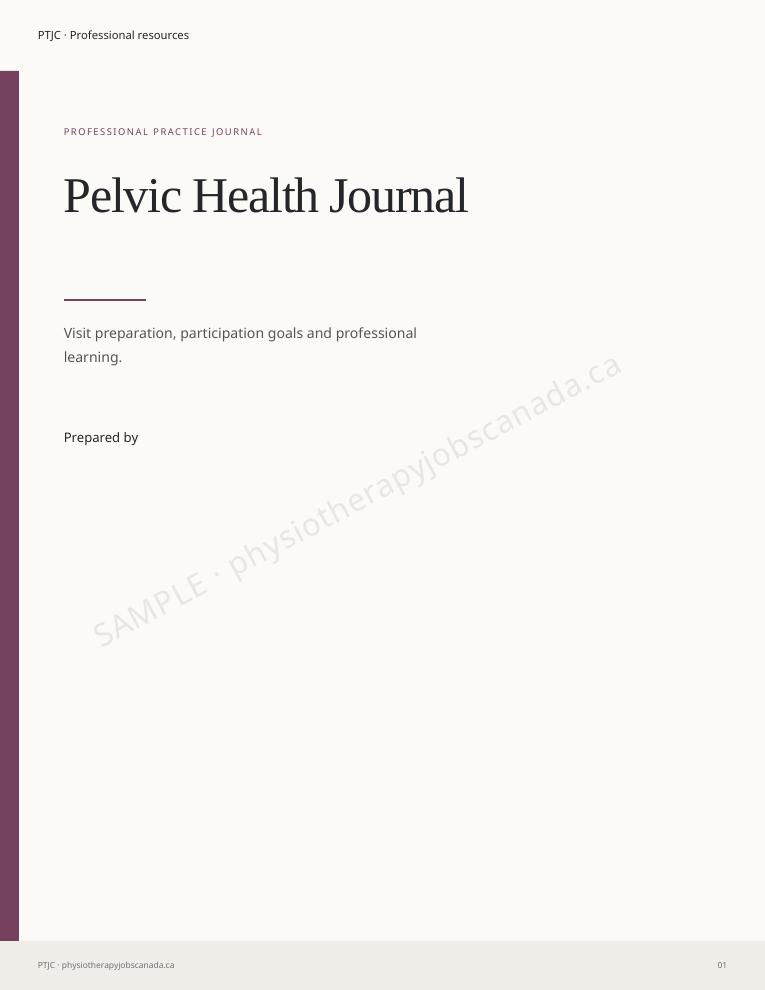 PTJC · Professional resources
PROFESSIONAL PRACTICE JOURNAL
Pelvic Health Journal
Visit preparation, participation goals and professional
learning.
Prepared by
SAMPLE · physiotherapyjobscanada.ca
PTJC · physiotherapyjobscanada.ca
01